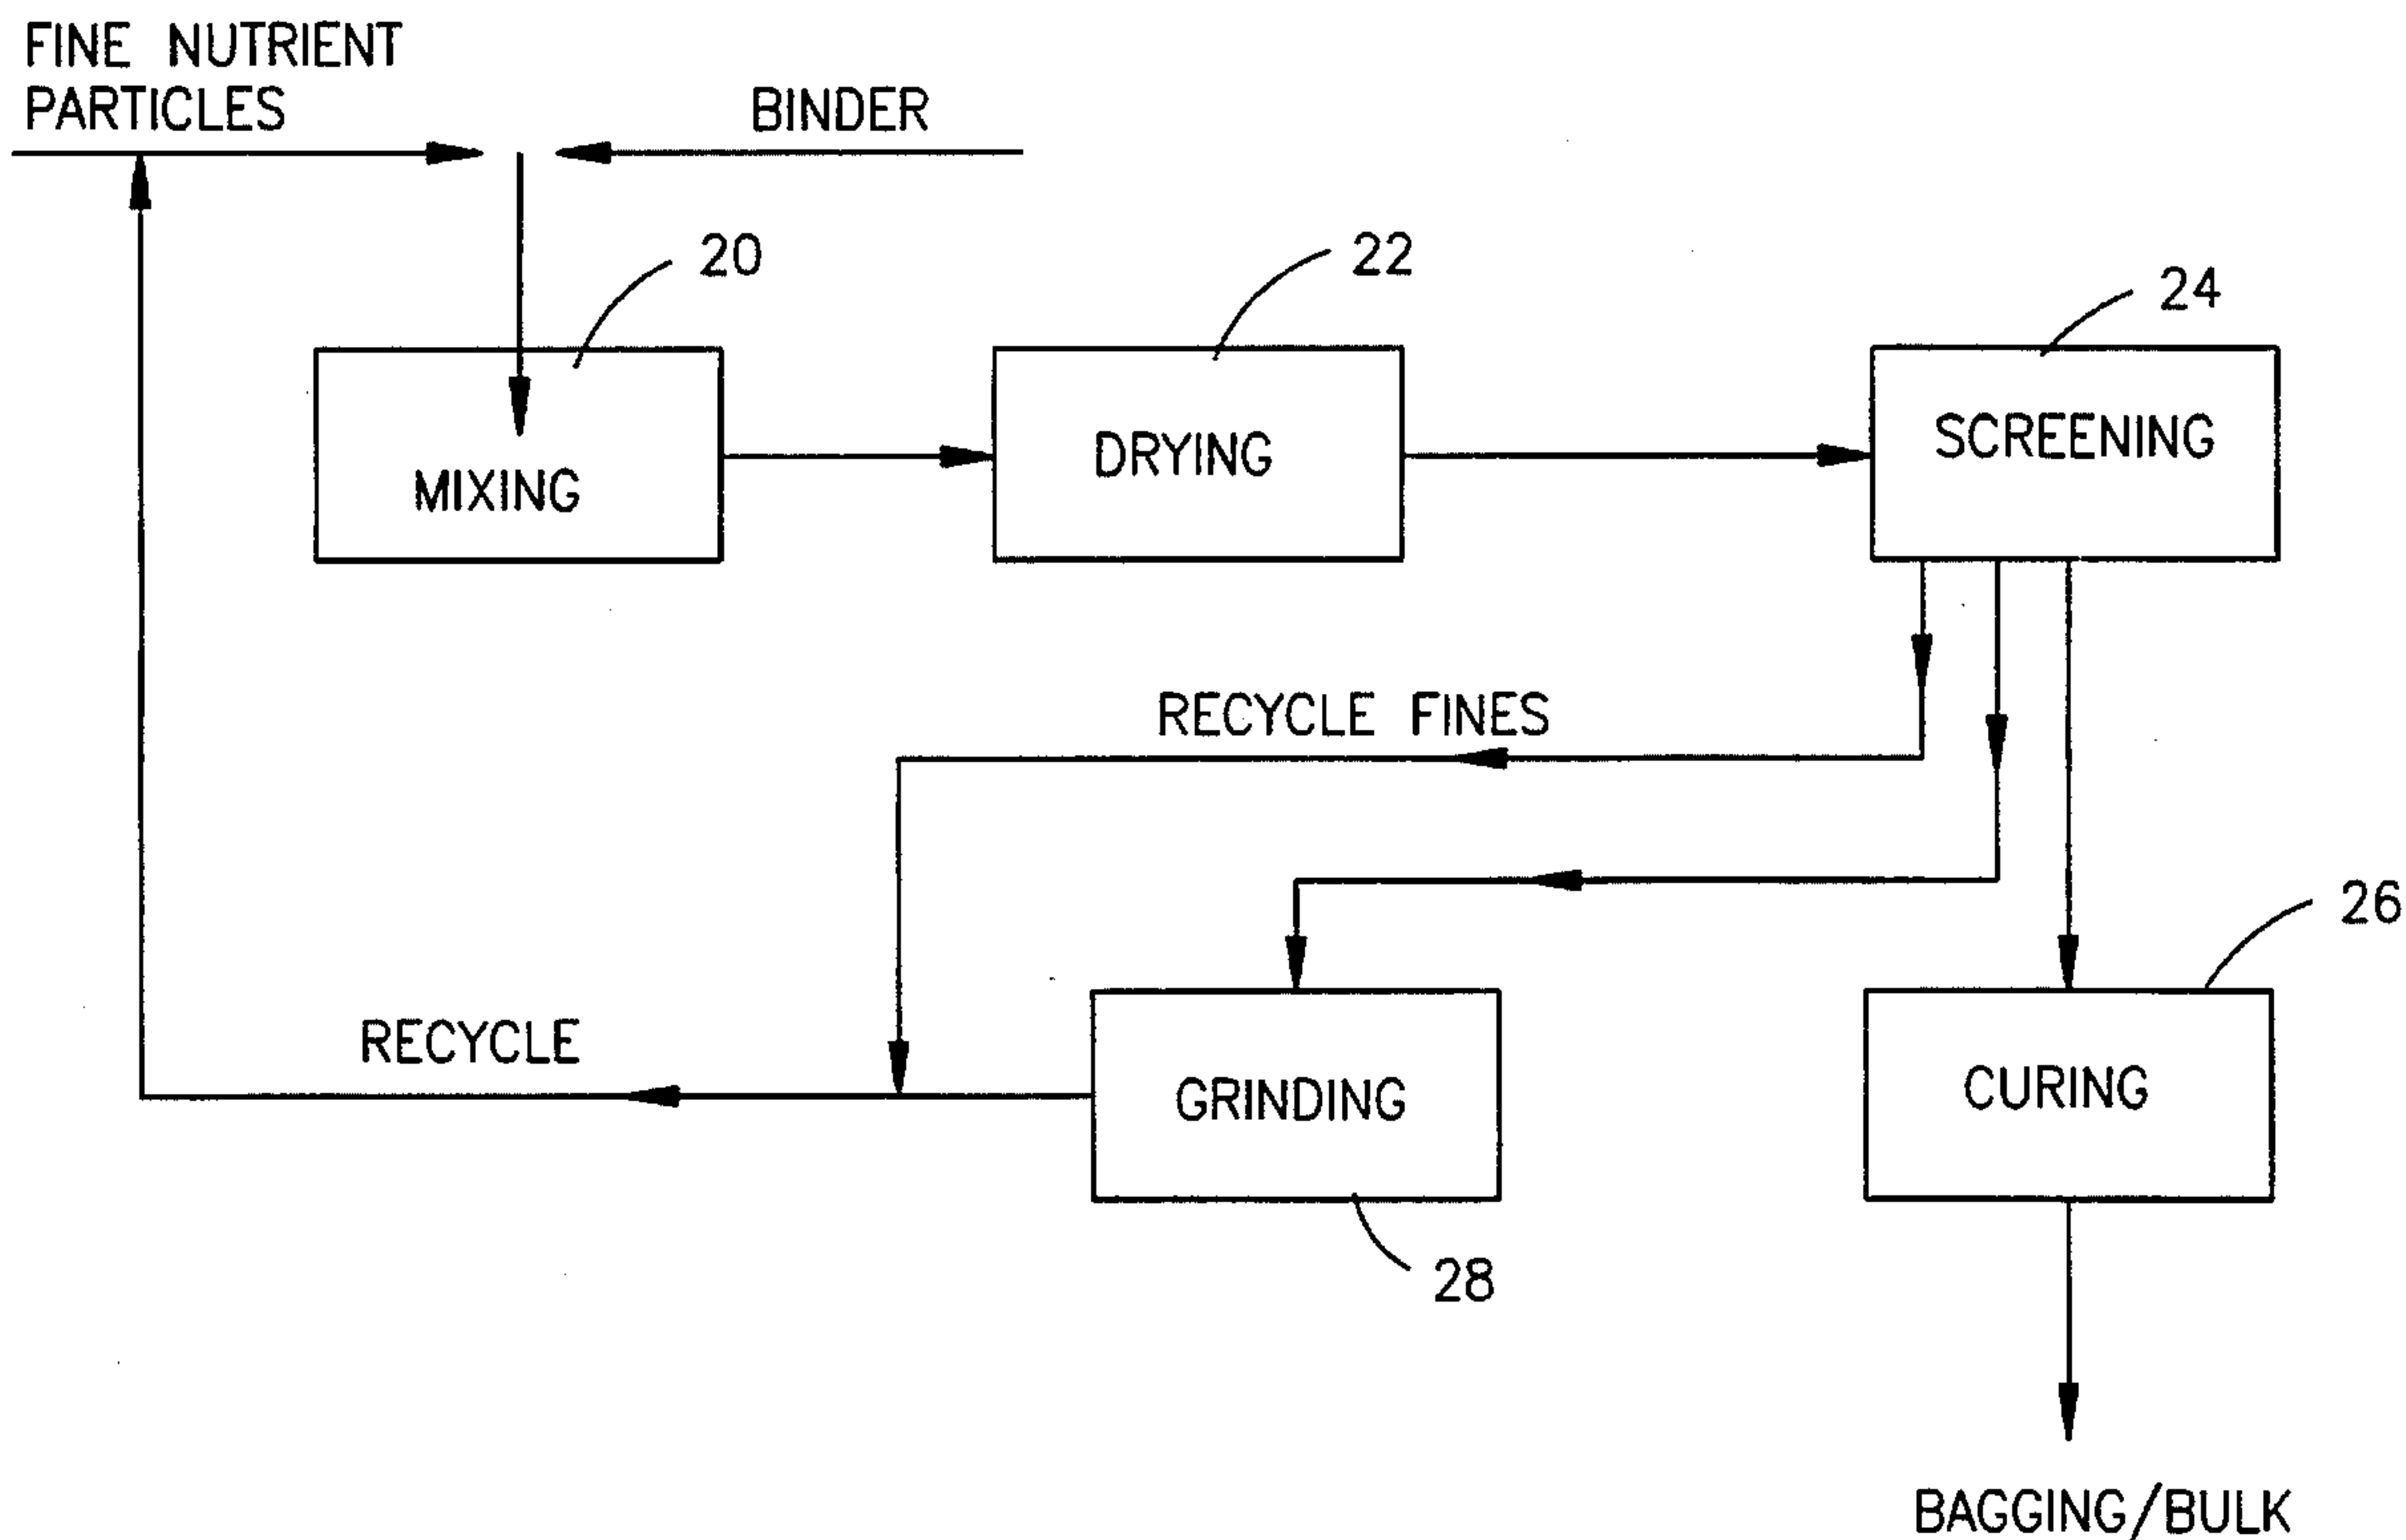 FINE NUTRIENT
PARTICLES
BINDER
20
22
24
MIXING
DRYING
SCREENING
RECYCLE FINES
26
RECYCLE
GRINDING
CURING
28
BAGGING/BULK